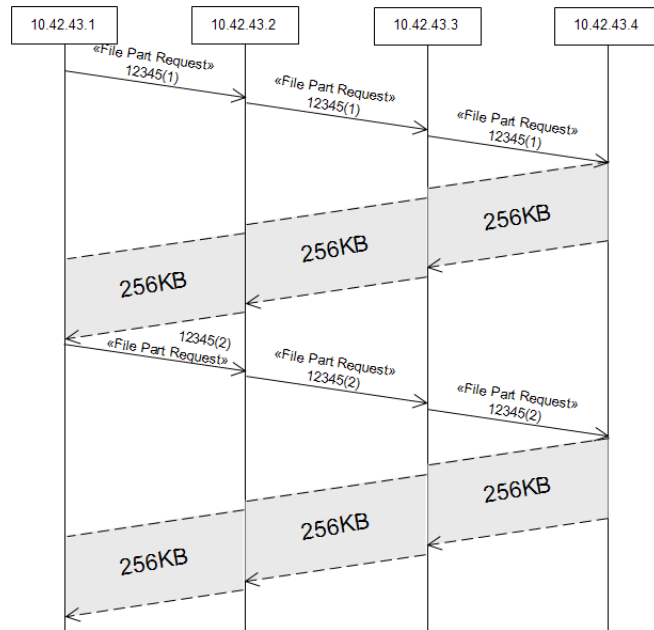 10.42.43.1
10.42.43.2
10.42.43.3
10.42.43.4
«File Part Request»
12345(1)
«File Part Request»
12345(1)
«File Part Request»
12345(1)
256KB
256KB
256KB
12345(2)
«File Part Request»
«File Part Request»
12345(2)
«File Part Request»
12345(2)
256KB
256KB
256KB